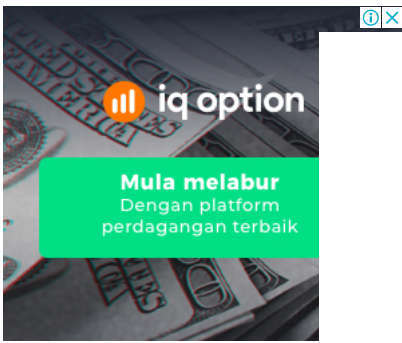 iq option
Mula melabur
Dengan platform
perdagangan terbaik